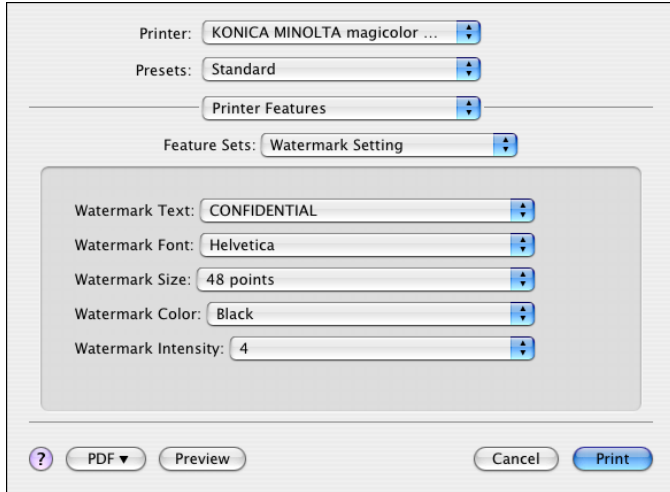 Printer: KONICA MINOLTA magicolor ...
Presets: Standard
Printer Features
Feature Sets: Watermark Setting
Watermark Text: CONFIDENTIAL
Watermark Font: Helvetica
Watermark Size: 48 points
Watermark Color: Black
Watermark Intensity: 4
? PDF ▼ Preview Cancel Print